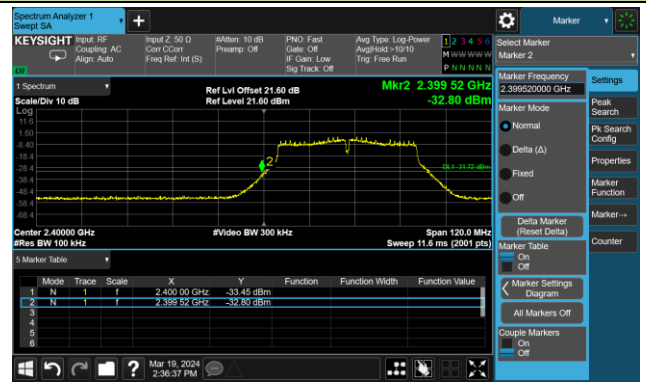 Spectrum Analyzer 1
Swept SA
+
Marker
KEYSIGHT Input: RF Input Z: 50 Ω #Atten: 10 dB PNO: Fast Avg Type: Log-Power 1 2 3 4 5 6
Coupling: AC Corr CCorr Preamp: Off Gate: Off Avg|Hold:>10/10 M W W W W W
Align: Auto Freq Ref: Int (S) IF Gain: Low Trig: Free Run P N N N N N
Sig Track: Off
LXI
Select Marker
Marker 2
1 Spectrum
Ref Lvl Offset 21.60 dB
Mkr2 2.399 52 GHz
Scale/Div 10 dB
Ref Level 21.60 dBm
-32.80 dBm
Log
11.6
1.60
-8.40
-18.4
-28.4
-38.4
-48.4
-58.4
-68.4
2
DL1 -31.72 dBm
Center 2.40000 GHz #Video BW 300 kHz Span 120.0 MHz
#Res BW 100 kHz Sweep 11.6 ms (2001 pts)
5 Marker Table
Mode Trace Scale X Y Function Function Width Function Value
1 N 1 f 2.400 00 GHz -33.45 dBm
2 N 1 f 2.399 52 GHz -32.80 dBm
3
4
5
6
Marker Frequency
2.399520000 GHz
Marker Mode
Normal
Delta (Δ)
Fixed
Off
Delta Marker
(Reset Delta)
Marker Table
On
Off
Marker Settings
Diagram
All Markers Off
Couple Markers
On
Off
Settings
Peak
Search
Pk Search
Config
Properties
Marker
Function
Marker→
Counter
?
Mar 19, 2024
2:36:37 PM